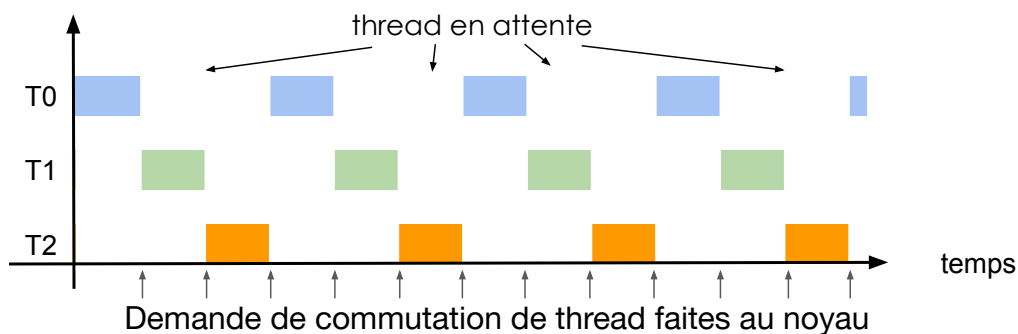 thread en attente
T0
T1
T2
temps
Demande de commutation de thread faites au noyau